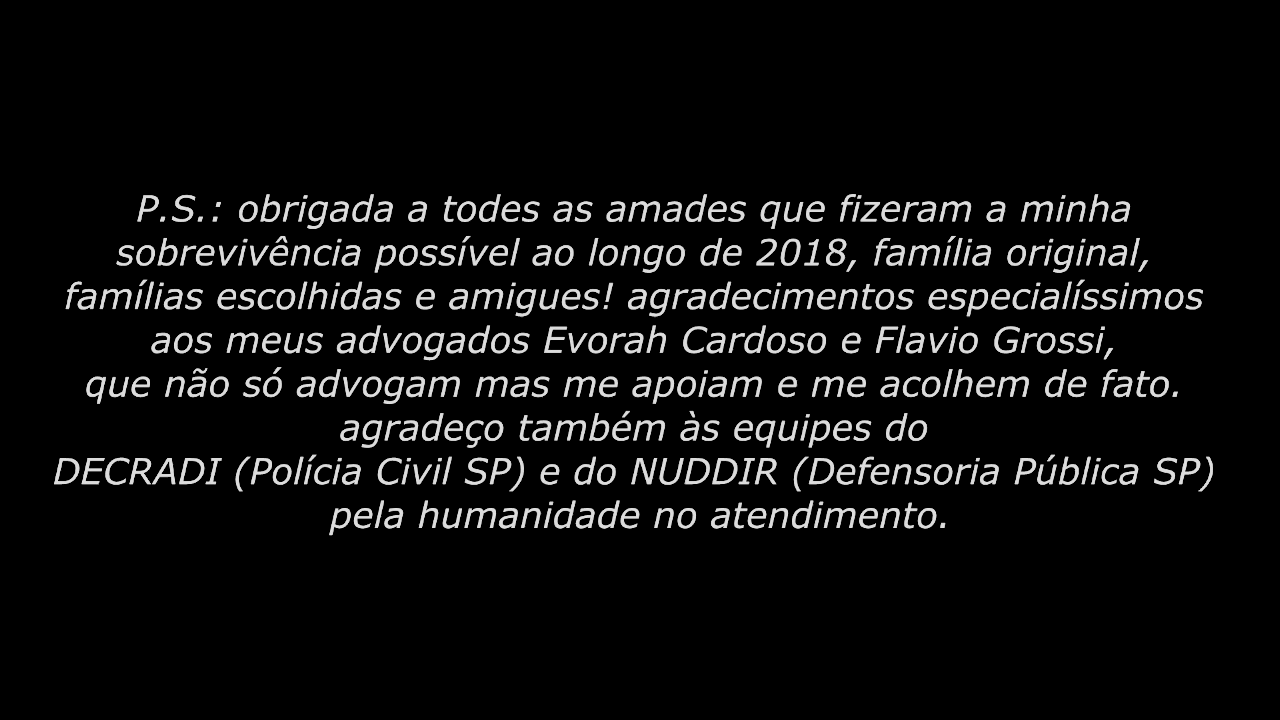 P.S.: obrigada a todes as amades que fizeram a minha
sobrevivência possível ao longo de 2018, família original,
famílias escolhidas e amigues! agradecimentos especialíssimos
aos meus advogados Evorah Cardoso e Flavio Grossi,
que não só advogam mas me apoiam e me acolhem de fato.
agradeço também às equipes do
DECRADI (Polícia Civil SP) e do NUDDIR (Defensoria Pública SP)
pela humanidade no atendimento.